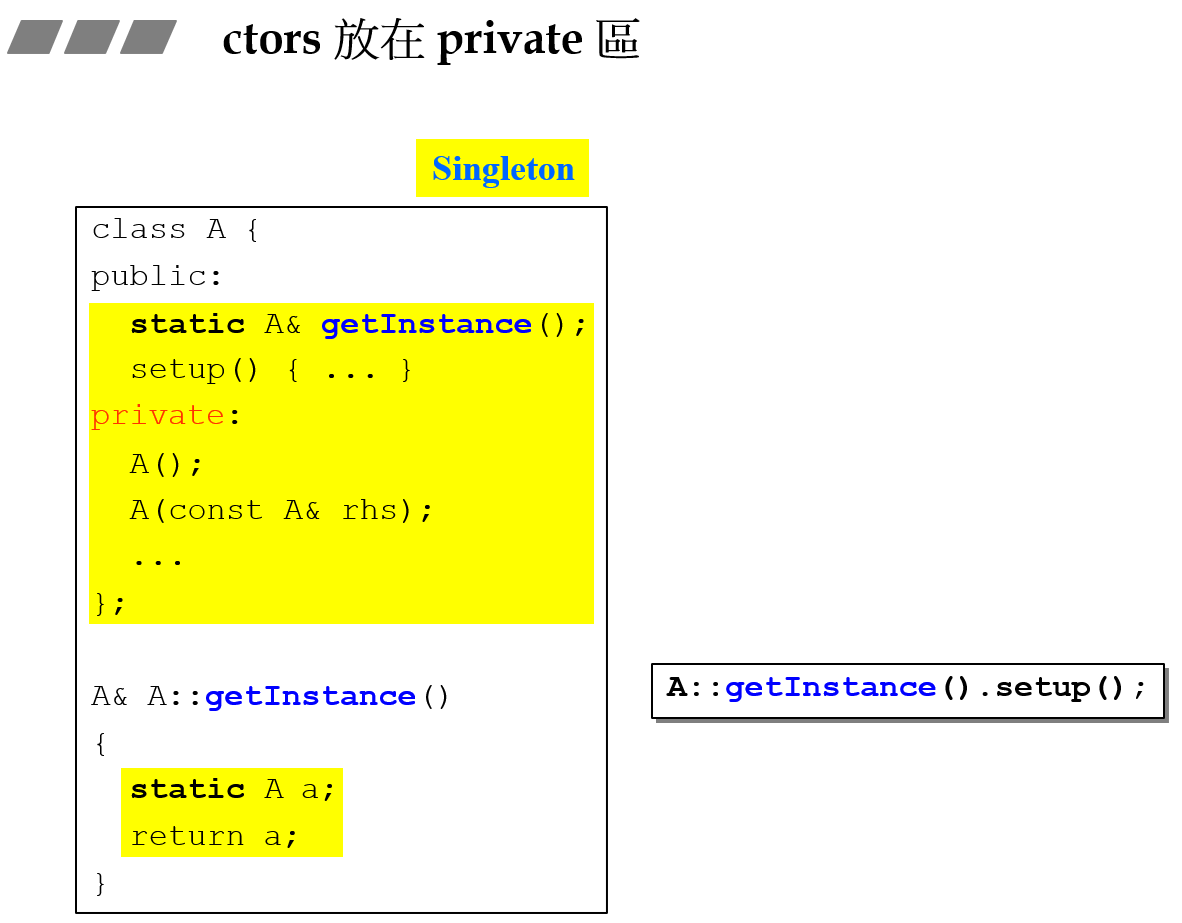 ctors 放在 private 區
Singleton
class A {
public:
  static A& getInstance();
  setup() { ... }
private:
  A();
  A(const A& rhs);
  ...
};
A& A::getInstance()
{
  static A a;
  return a;
}
A::getInstance().setup();